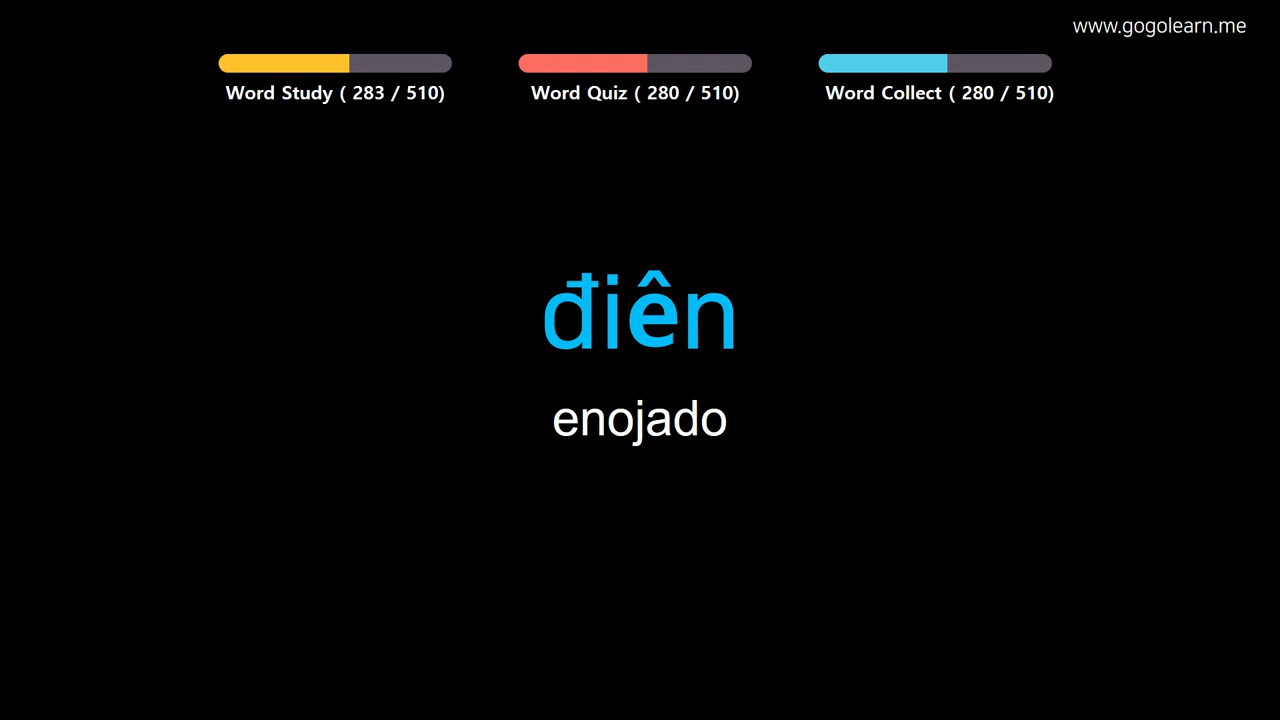 www.gogolearn.me
Word Study ( 283 / 510)
Word Quiz ( 280 / 510)
Word Collect ( 280 / 510)
điên
enojado